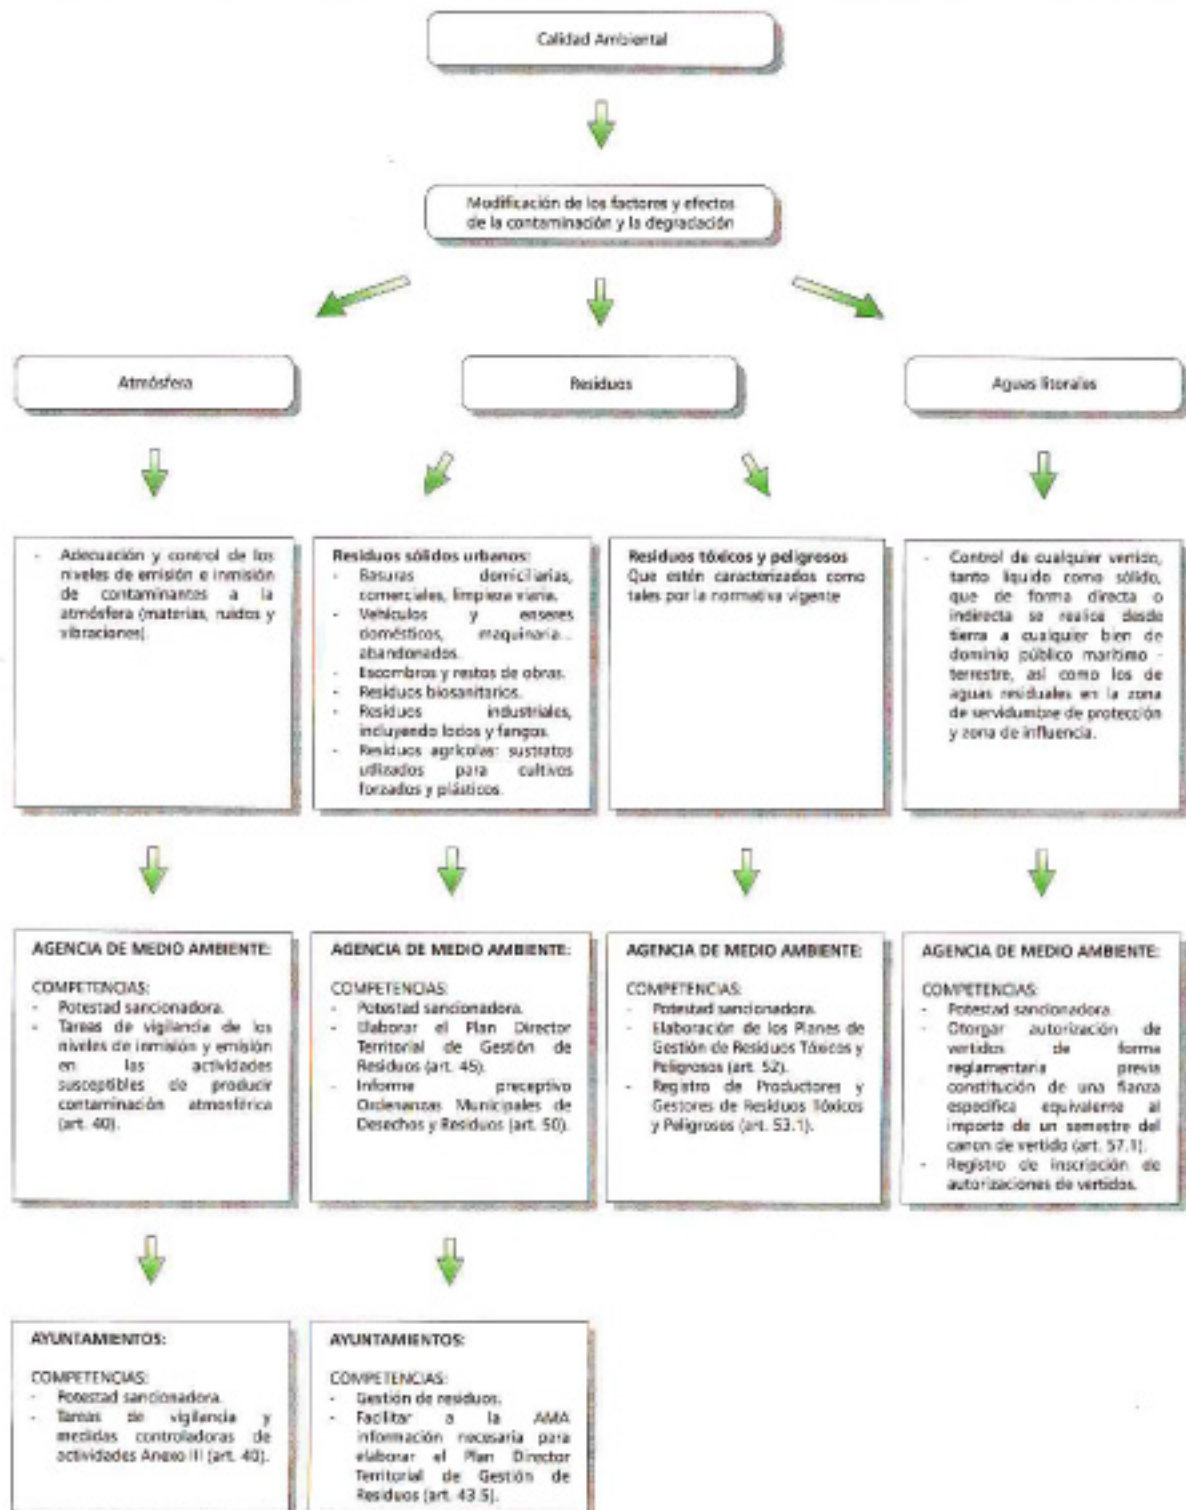 Calidad Ambiental
Modificación de los factores y efectos
de la contaminación y la degradación
Atmósfera
Residuos
Aguas litorales
- Adecuación y control de los
niveles de emisión e inmisión
de contaminantes a la
atmósfera (materias, ruidos y
vibraciones).
Residuos sólidos urbanos:
- Basuras domiciliarias,
comerciales, limpieza viaria.
- Vehículos y enseres
domésticos, maquinaria...
abandonados.
- Escombros y restos de obras.
- Residuos biosanitarios.
- Residuos industriales,
incluyendo lodos y fangos.
- Residuos agrícolas: sustratos
utilizados para cultivos
forzados y plásticos.
Residuos tóxicos y peligrosos
Que estén caracterizados como
tales por la normativa vigente
- Control de cualquier vertido,
tanto líquido como sólido,
que de forma directa o
indirecta se realice desde
tierra a cualquier bien de
dominio público marítimo -
terrestre, así como los de
aguas residuales en la zona
de servidumbre de protección
y zona de influencia.
AGENCIA DE MEDIO AMBIENTE:
COMPETENCIAS:
- Potestad sancionadora.
- Tareas de vigilancia de los
niveles de inmisión y emisión
en las actividades
susceptibles de producir
contaminación atmosférica
(art. 40).
AGENCIA DE MEDIO AMBIENTE:
COMPETENCIAS:
- Potestad sancionadora.
- Elaborar el Plan Director
Territorial de Gestión de
Residuos (art. 45).
- Informe preceptivo
Ordenanzas Municipales de
Desechos y Residuos (art. 50).
AGENCIA DE MEDIO AMBIENTE:
COMPETENCIAS:
- Potestad sancionadora.
- Elaboración de los Planes de
Gestión de Residuos Tóxicos y
Peligrosos (art. 52).
- Registro de Productores y
Gestores de Residuos Tóxicos
y Peligrosos (art. 53.1).
AGENCIA DE MEDIO AMBIENTE:
COMPETENCIAS:
- Potestad sancionadora.
- Otorgar autorización de
vertidos de forma
reglamentaria previa
constitución de una fianza
específica equivalente al
importe de un semestre del
canon de vertido (art. 57.1).
- Registro de inscripción de
autorizaciones de vertidos.
AYUNTAMIENTOS:
COMPETENCIAS:
- Potestad sancionadora.
- Tareas de vigilancia y
medidas controladoras de
actividades Anexo III (art. 40).
AYUNTAMIENTOS:
COMPETENCIAS:
- Gestión de residuos.
- Facilitar a la AMA
información necesaria para
elaborar el Plan Director
Territorial de Gestión de
Residuos (art. 43.5).